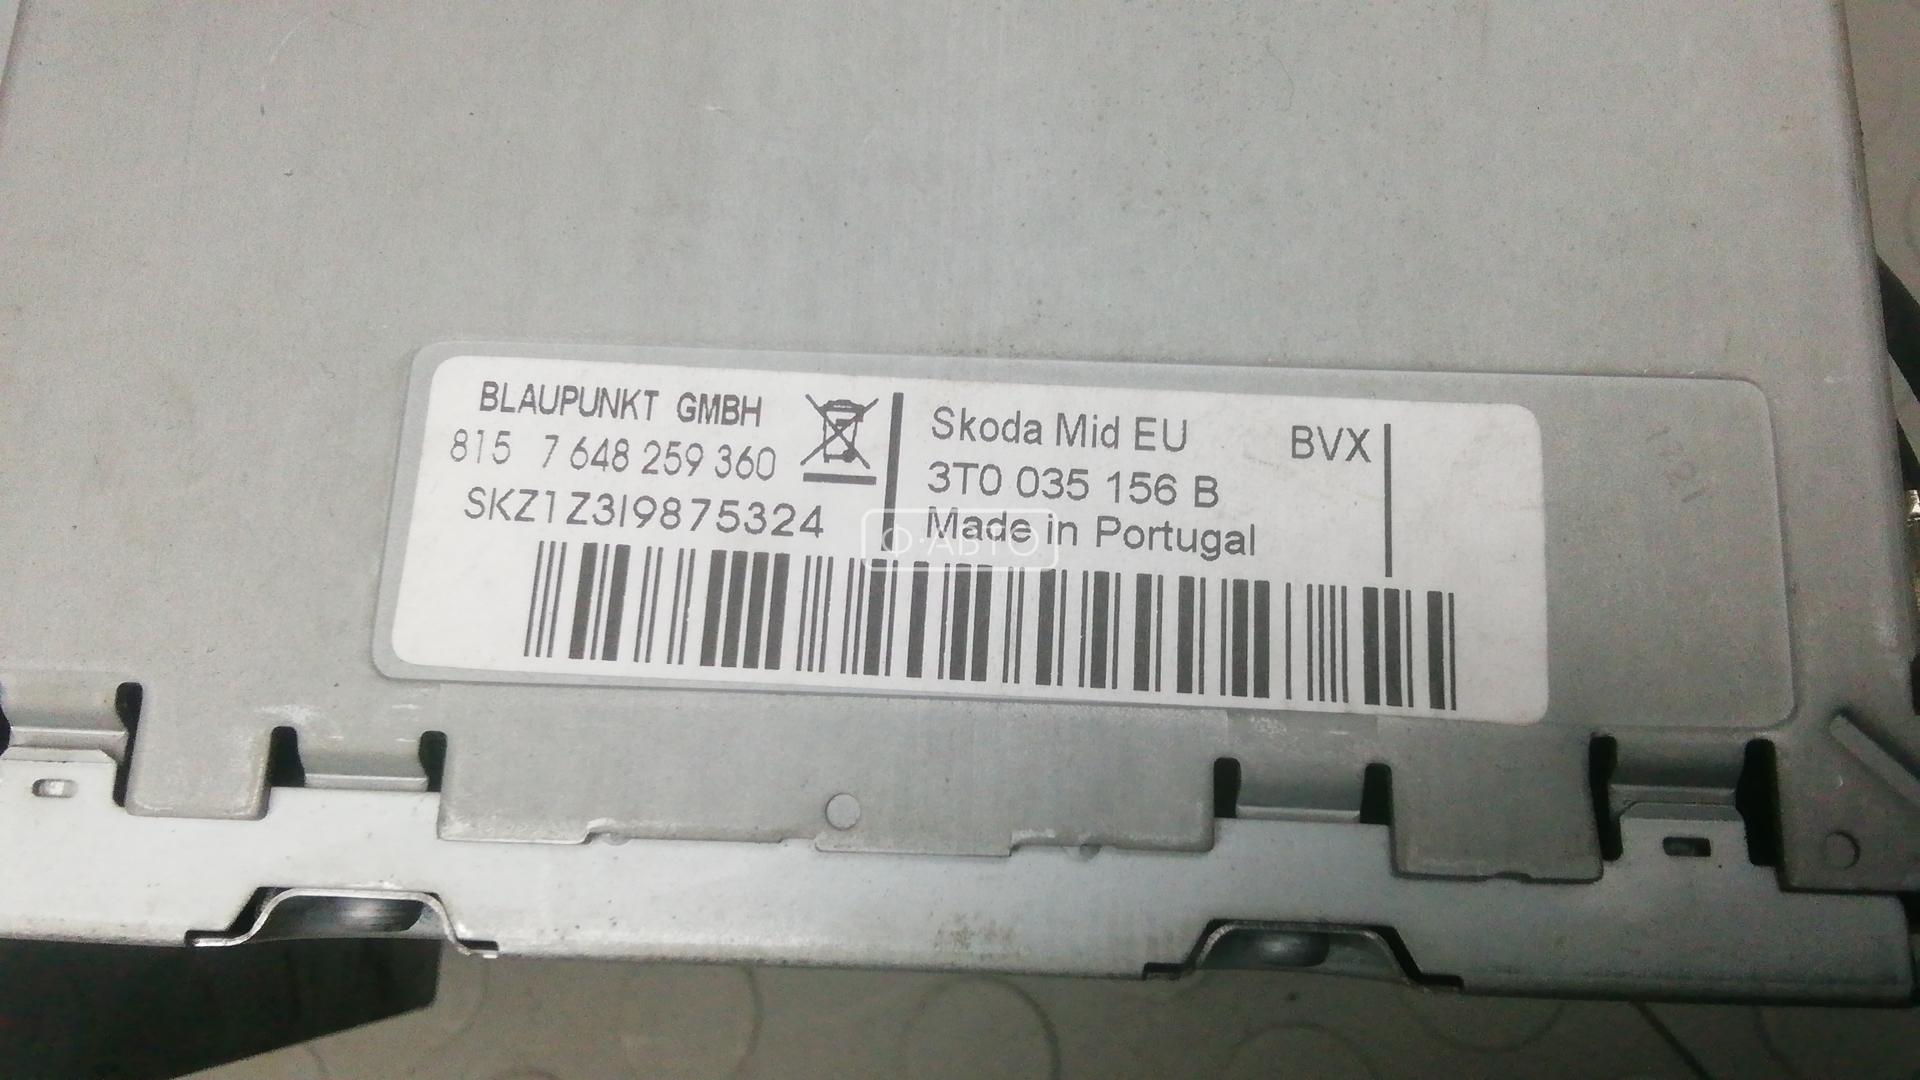 BLAUPUNKT GMBH
815 7 648 259 360
SKZ1Z3I9875324
Skoda Mid EU BVX
3T0 035 156 B
Made in Portugal
Ф·АВТО
1721